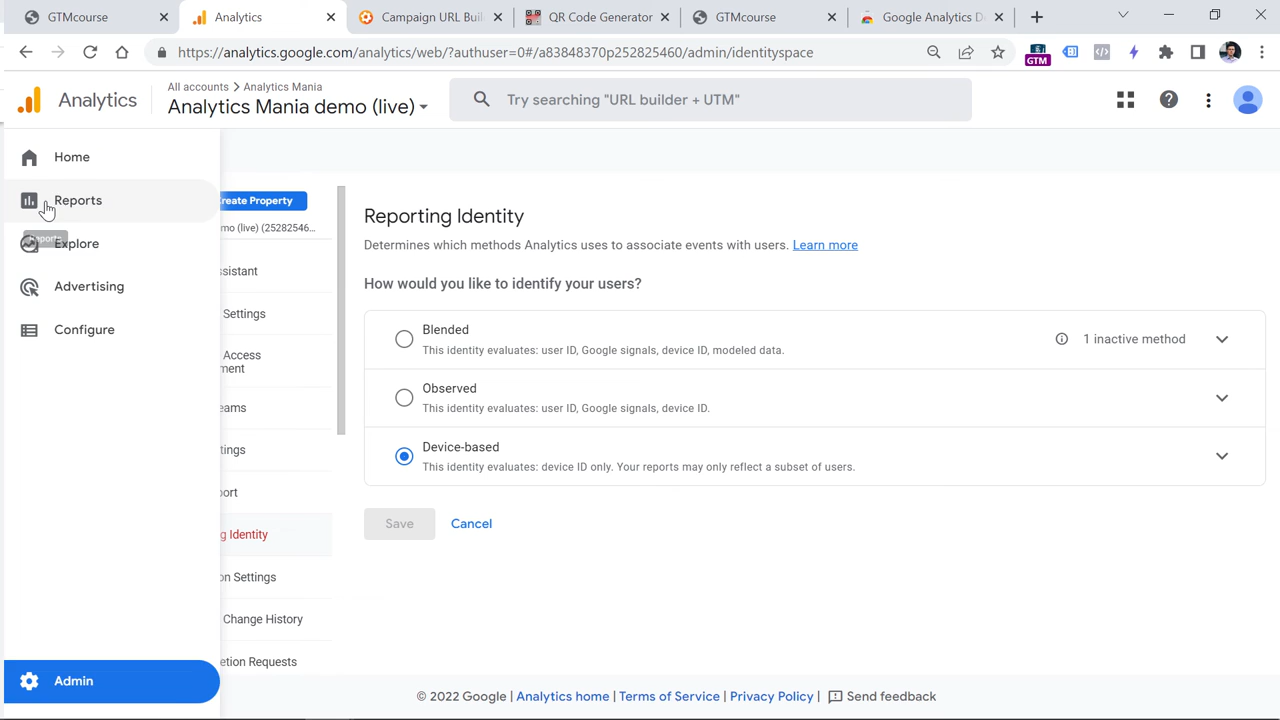 GTMcourse
Analytics
Campaign URL Buil
QR Code Generator
GTMcourse
Google Analytics D
https://analytics.google.com/analytics/web/?authuser=0#/a83848370p252825460/admin/identityspace
GTM
Analytics
All accounts > Analytics Mania
Analytics Mania demo (live)
Try searching "URL builder + UTM"
Home
Reports
Reports
Explore
Advertising
Configure
Admin
reate Property
mo (live) (25282546...
sistant
Settings
Access
ment
eams
tings
ort
g Identity
on Settings
Change History
etion Requests
Reporting Identity
Determines which methods Analytics uses to associate events with users. Learn more
How would you like to identify your users?
Blended
This identity evaluates: user ID, Google signals, device ID, modeled data.
1 inactive method
Observed
This identity evaluates: user ID, Google signals, device ID.
Device-based
This identity evaluates: device ID only. Your reports may only reflect a subset of users.
Save
Cancel
© 2022 Google | Analytics home | Terms of Service | Privacy Policy | Send feedback